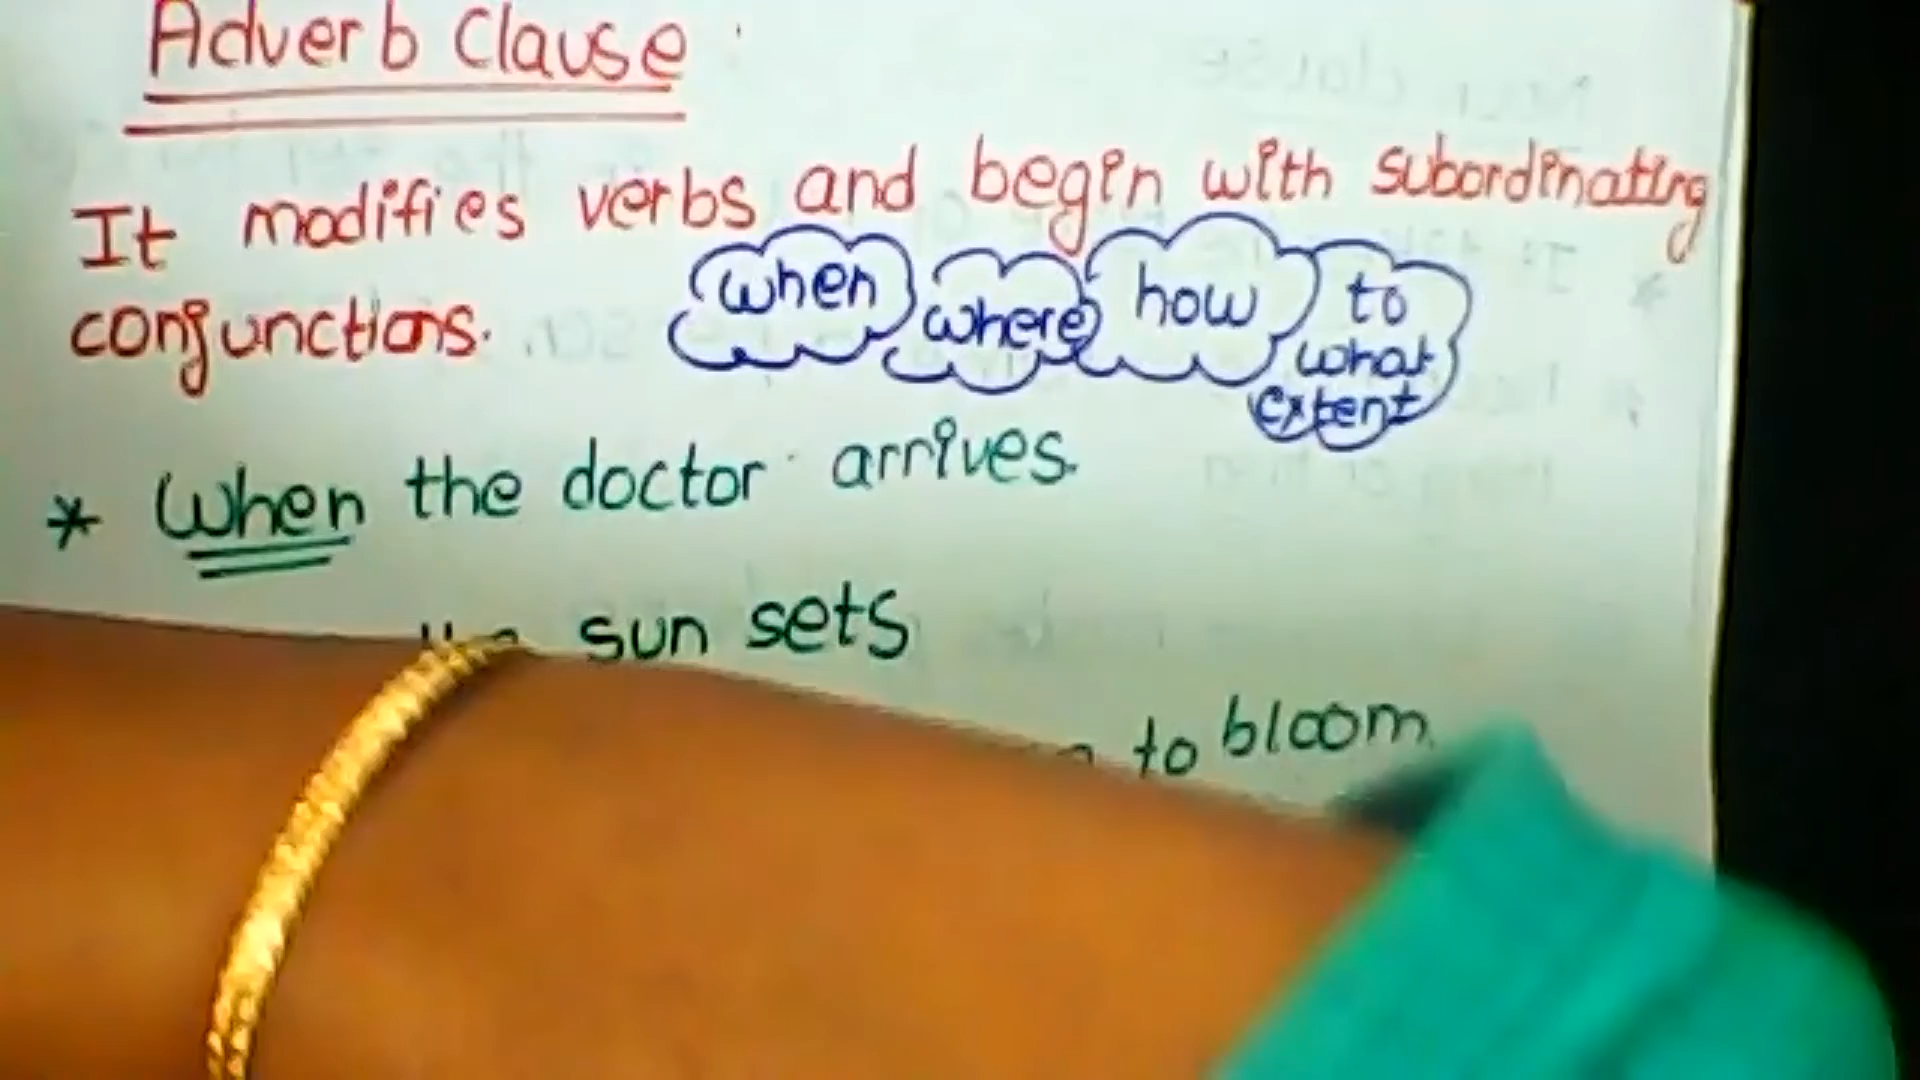 Adverb Clause :
It modifies verbs and begin with subordinating
conjunctions.
when where how to what extent
* When the doctor arrives.
sun sets
to bloom.